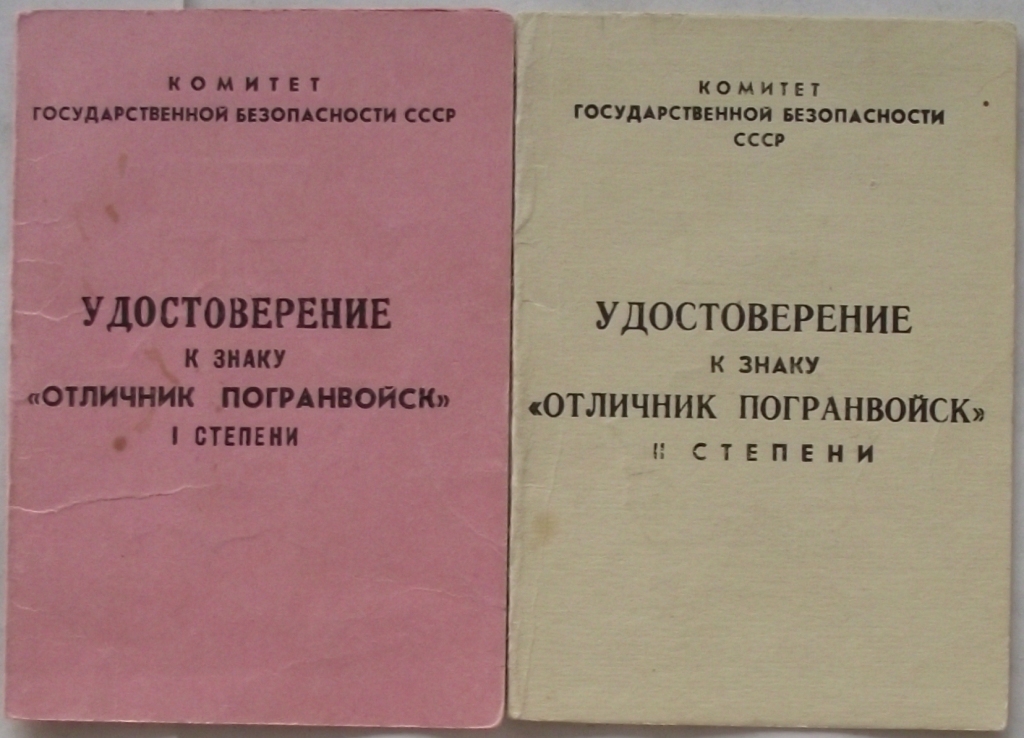 КОМИТЕТ
ГОСУДАРСТВЕННОЙ БЕЗОПАСНОСТИ СССР
УДОСТОВЕРЕНИЕ
К ЗНАКУ
«ОТЛИЧНИК ПОГРАНВОЙСК»
I СТЕПЕНИ
КОМИТЕТ
ГОСУДАРСТВЕННОЙ БЕЗОПАСНОСТИ
СССР
УДОСТОВЕРЕНИЕ
К ЗНАКУ
«ОТЛИЧНИК ПОГРАНВОЙСК»
II СТЕПЕНИ